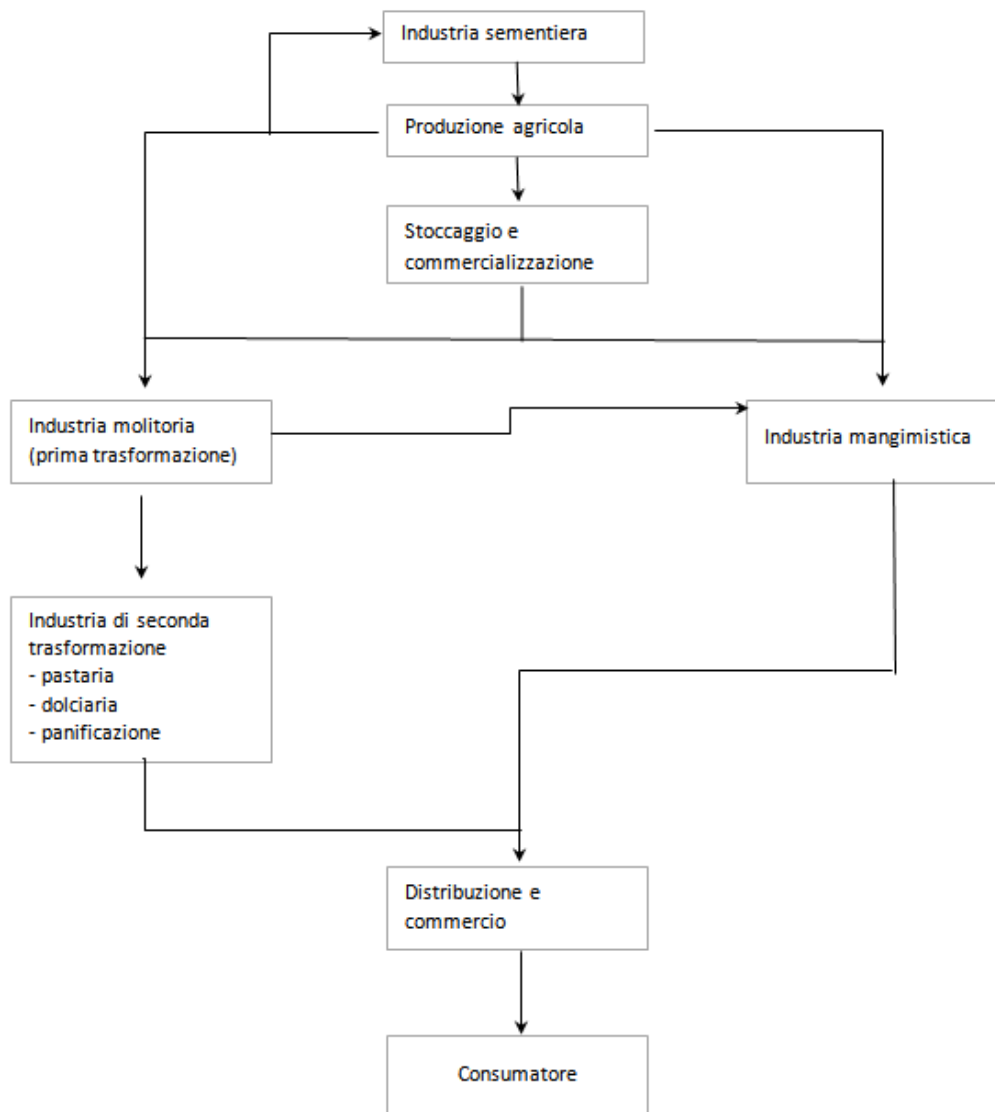 Industria sementiera
Produzione agricola
Stoccaggio e
commercializzazione
Industria molitoria
(prima trasformazione)
Industria mangimistica
Industria di seconda
trasformazione
- pastaria
- dolciaria
- panificazione
Distribuzione e
commercio
Consumatore